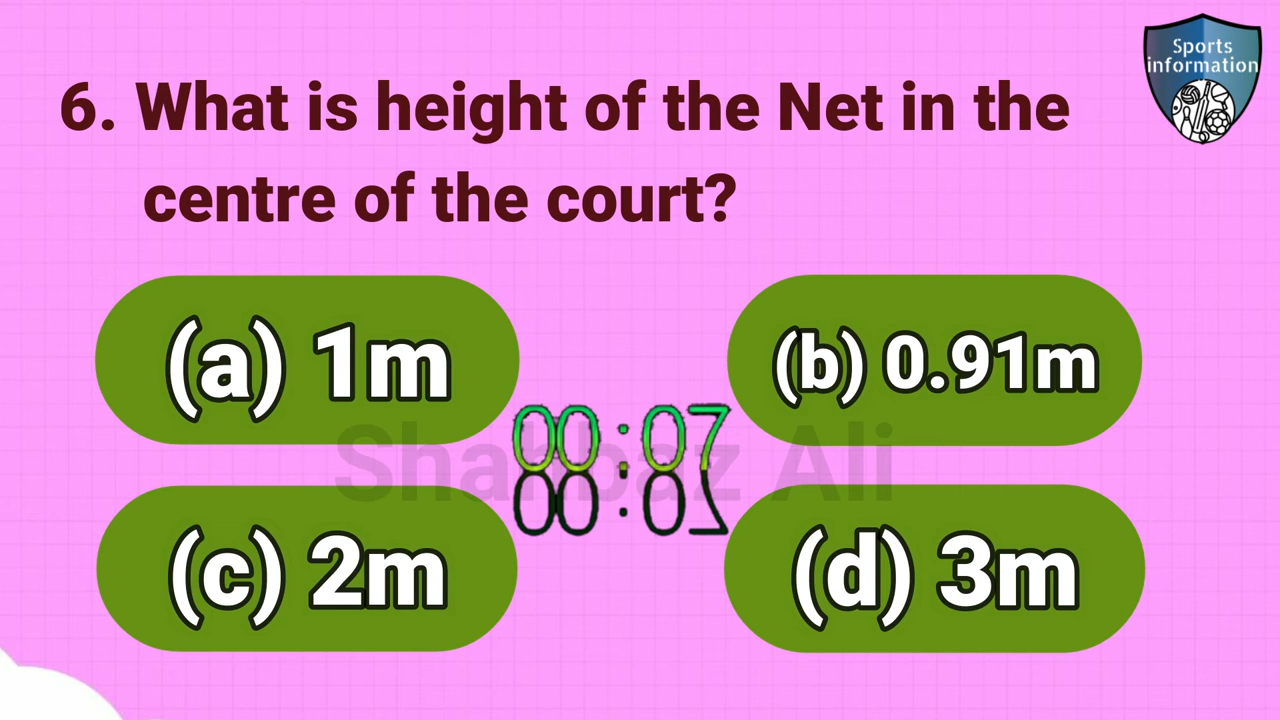 Sports
information
6. What is height of the Net in the
centre of the court?
(a) 1m
(b) 0.91m
00:07
Shahbaz Ali
(c) 2m
(d) 3m